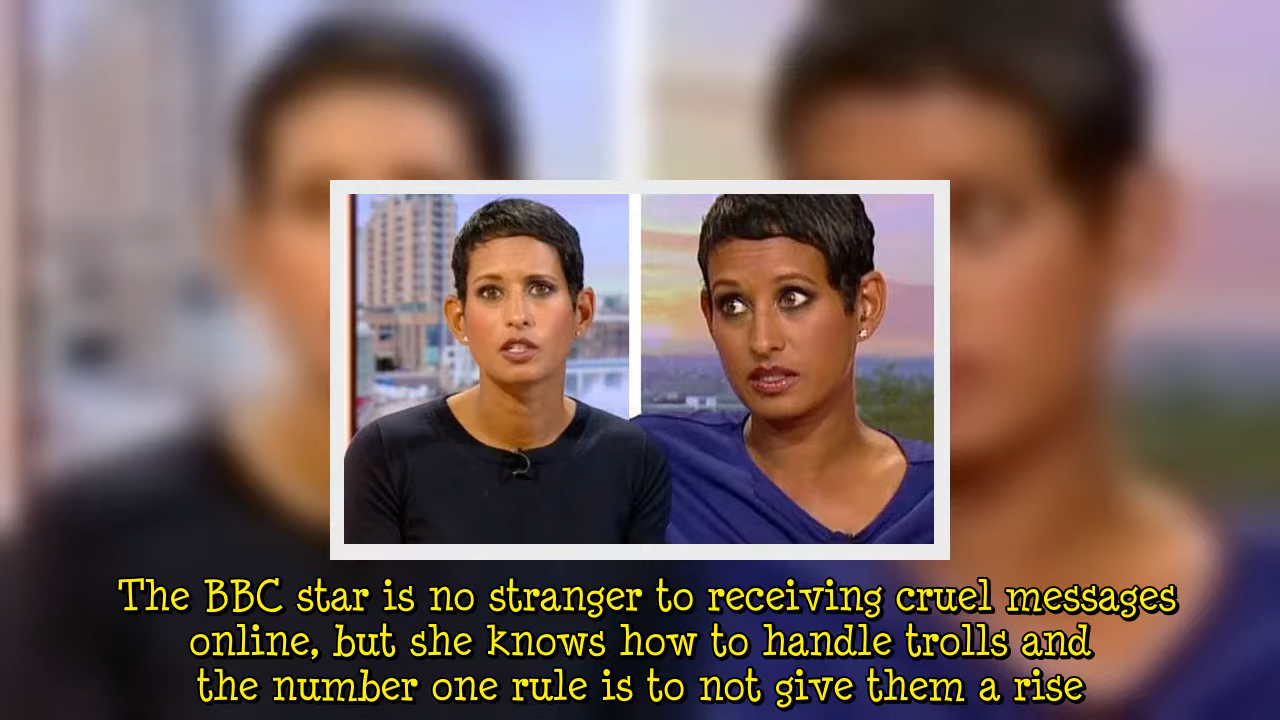 The BBC star is no stranger to receiving cruel messages
online, but she knows how to handle trolls and
the number one rule is to not give them a rise